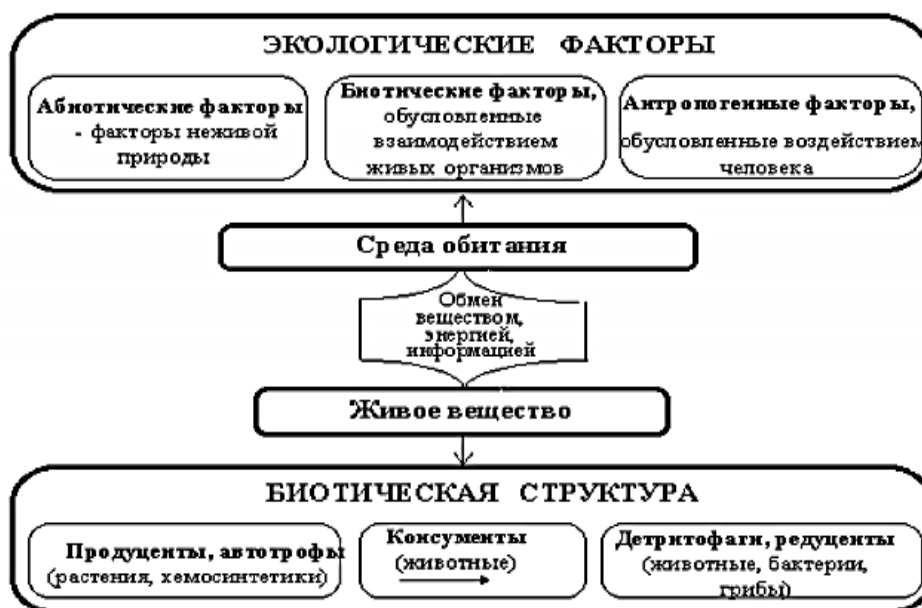 ЭКОЛОГИЧЕСКИЕ ФАКТОРЫ
Абиотические факторы
- факторы неживой
природы
Биотические факторы,
обусловленные
взаимодействием
живых организмов
Антропогенные факторы,
обусловленные воздействием
человека
Среда обитания
Обмен
веществом,
энергией,
информацией
Живое вещество
БИОТИЧЕСКАЯ СТРУКТУРА
Продуценты, автотрофы
(растения, хемосинтетики)
Консументы
(животные)
Детритофаги, редуценты
(животные, бактерии,
грибы)